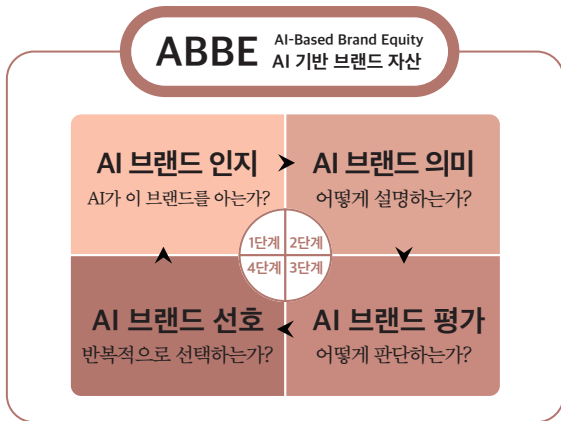 ABBE
AI-Based Brand Equity
AI 기반 브랜드 자산
AI 브랜드 인지
AI가 이 브랜드를 아는가?
AI 브랜드 의미
어떻게 설명하는가?
1단계
2단계
4단계
3단계
AI 브랜드 선호
반복적으로 선택하는가?
AI 브랜드 평가
어떻게 판단하는가?